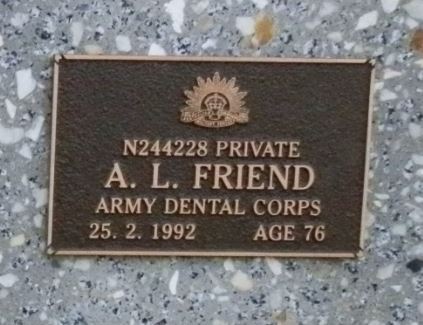 N244228 PRIVATE
A. L. FRIEND
ARMY DENTAL CORPS
25. 2. 1992 AGE 76